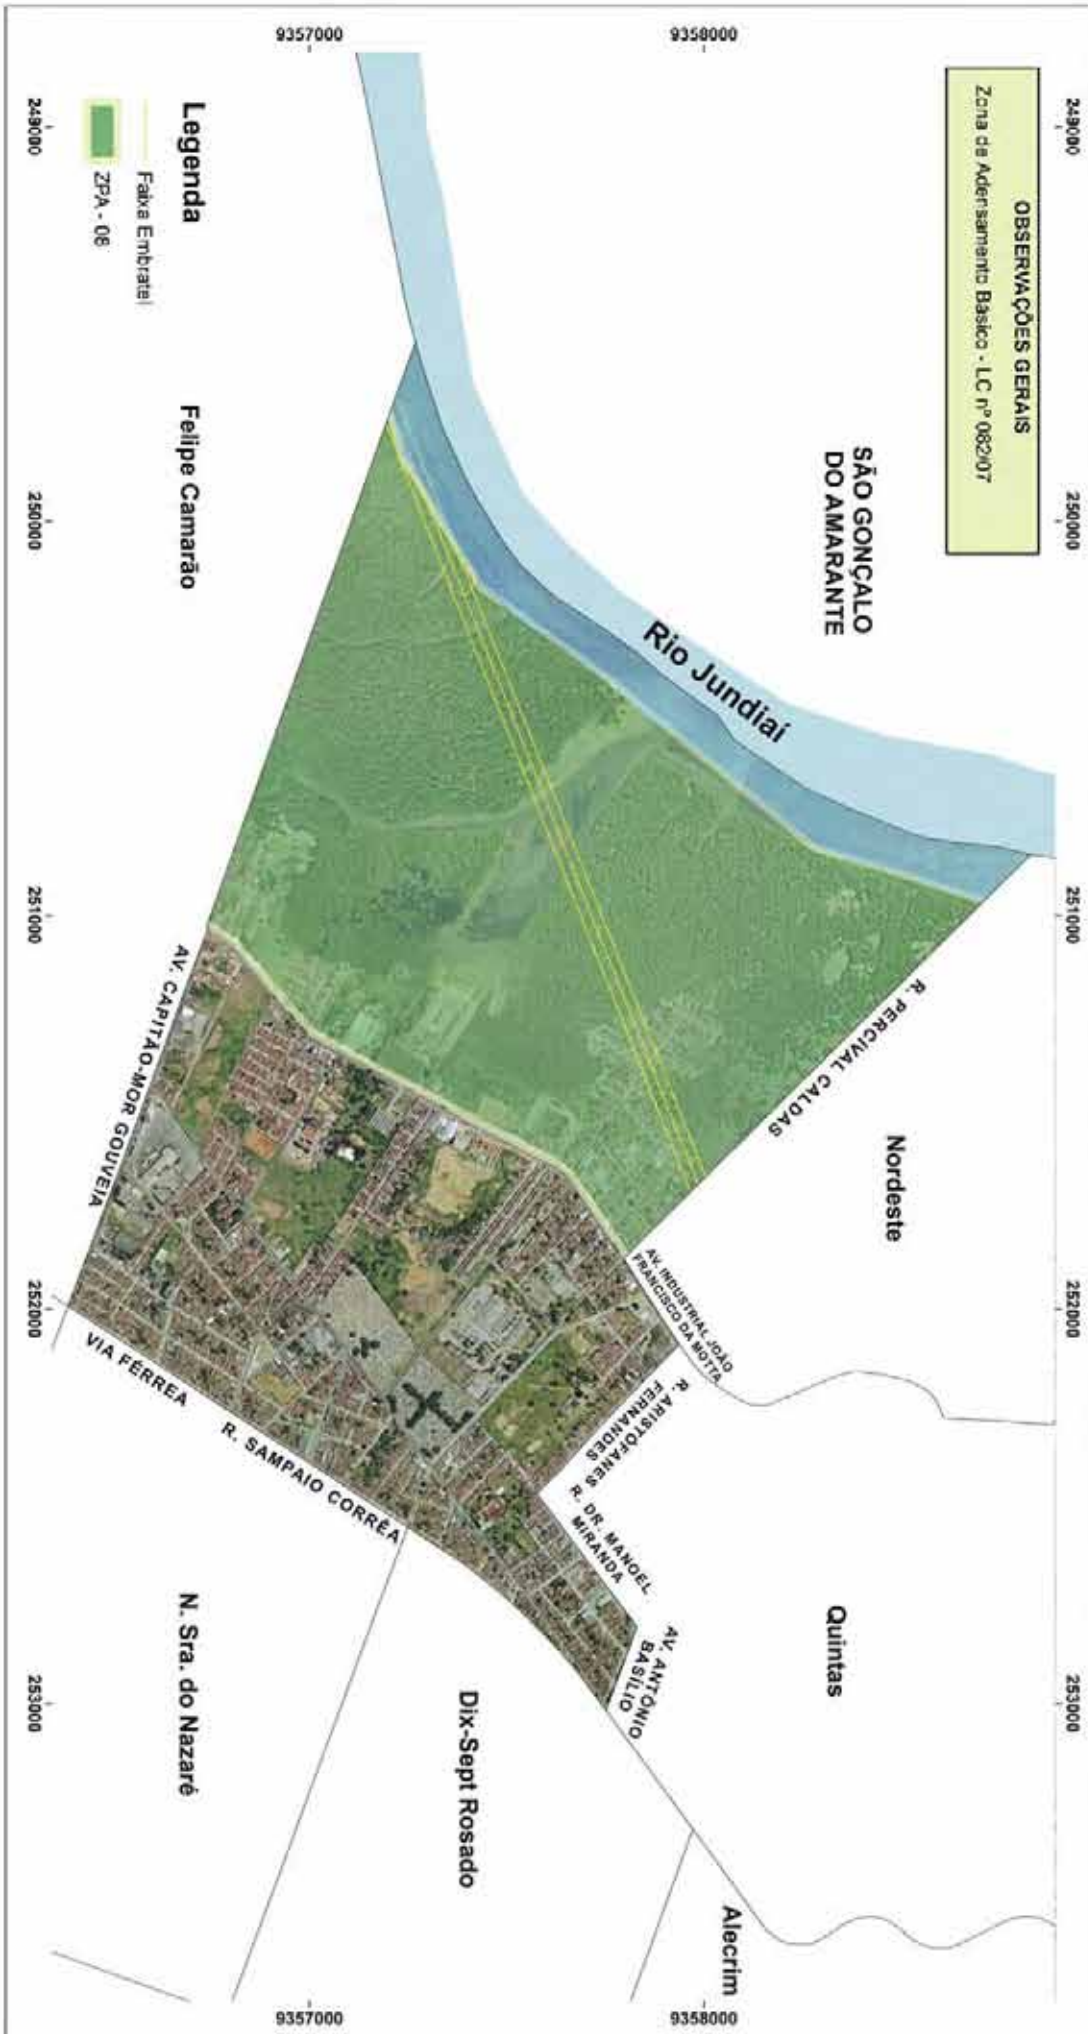 OBSERVAÇÕES GERAIS
Zona de Adensamento Básico - LC nº 082/07
249000
250000
251000
252000
253000
9358000
9357000
SÃO GONÇALO
DO AMARANTE
Rio Jundiaí
R. PERCIVAL CALDAS
Nordeste
AV. INDUSTRIAL JOÃO
FRANCISCO DA MOTTA
R. ARISTÓFANES
FERNANDES
R. DR. MANOEL
MIRANDA
AV. ANTÔNIO
BASÍLIO
Quintas
Alecrim
Dix-Sept Rosado
N. Sra. do Nazaré
R. SAMPAIO CORRÊA
VIA FÉRREA
AV. CAPITÃO-MOR GOUVEIA
Felipe Camarão
Legenda
Faixa Embratel
ZPA - 08
249000
250000
251000
252000
253000
9358000
9357000